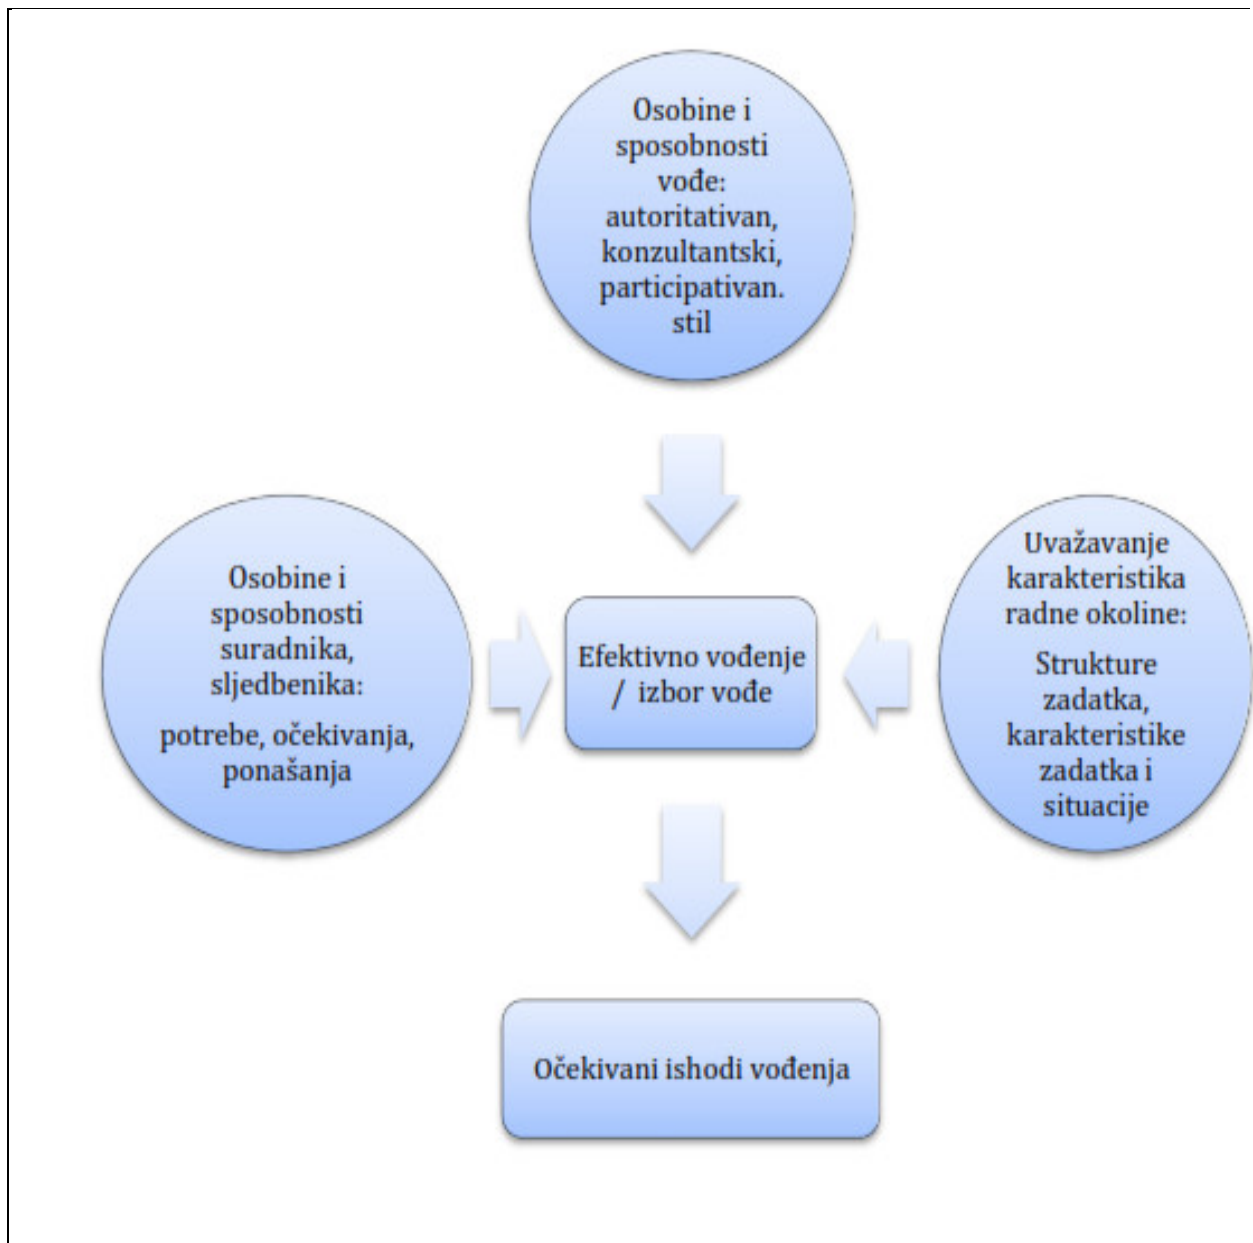 Osobine i
sposobnosti
vođe:
autoritativan,
konzultantski,
participativan.
stil
Osobine i
sposobnosti
suradnika,
sljedbenika:
potrebe, očekivanja,
ponašanja
Efektivno vođenje
/ izbor vođe
Uvažavanje
karakteristika
radne okoline:
Strukture
zadatka,
karakteristike
zadatka i
situacije
Očekivani ishodi vođenja